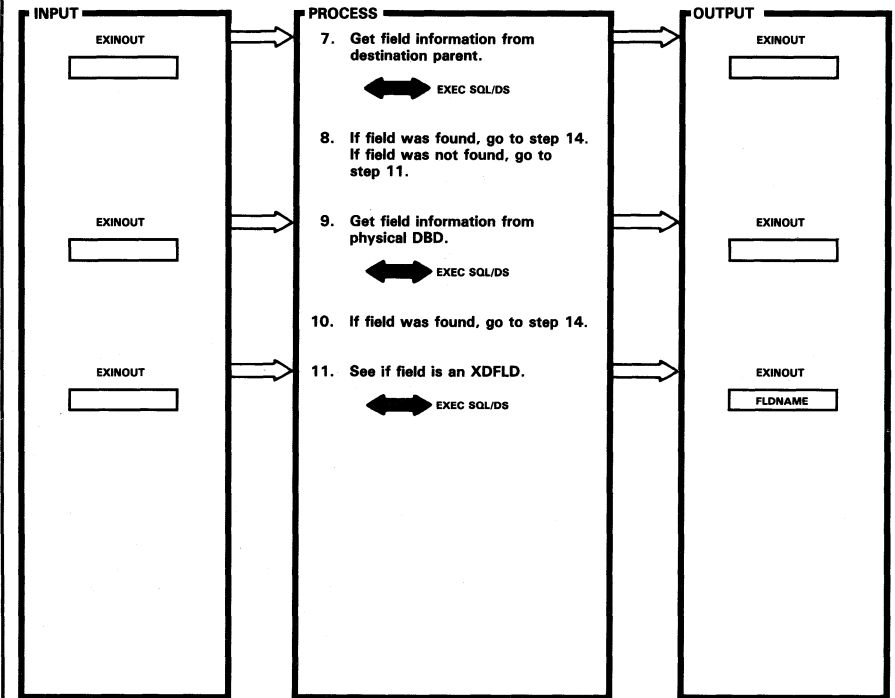 INPUT
PROCESS
OUTPUT
EXINOUT
7. Get field information from
destination parent.
EXINOUT
EXEC SQL/DS
8. If field was found, go to step 14.
If field was not found, go to
step 11.
EXINOUT
9. Get field information from
physical DBD.
EXINOUT
EXEC SQL/DS
10. If field was found, go to step 14.
EXINOUT
11. See if field is an XDFLD.
EXINOUT
EXEC SQL/DS
FLDNAME